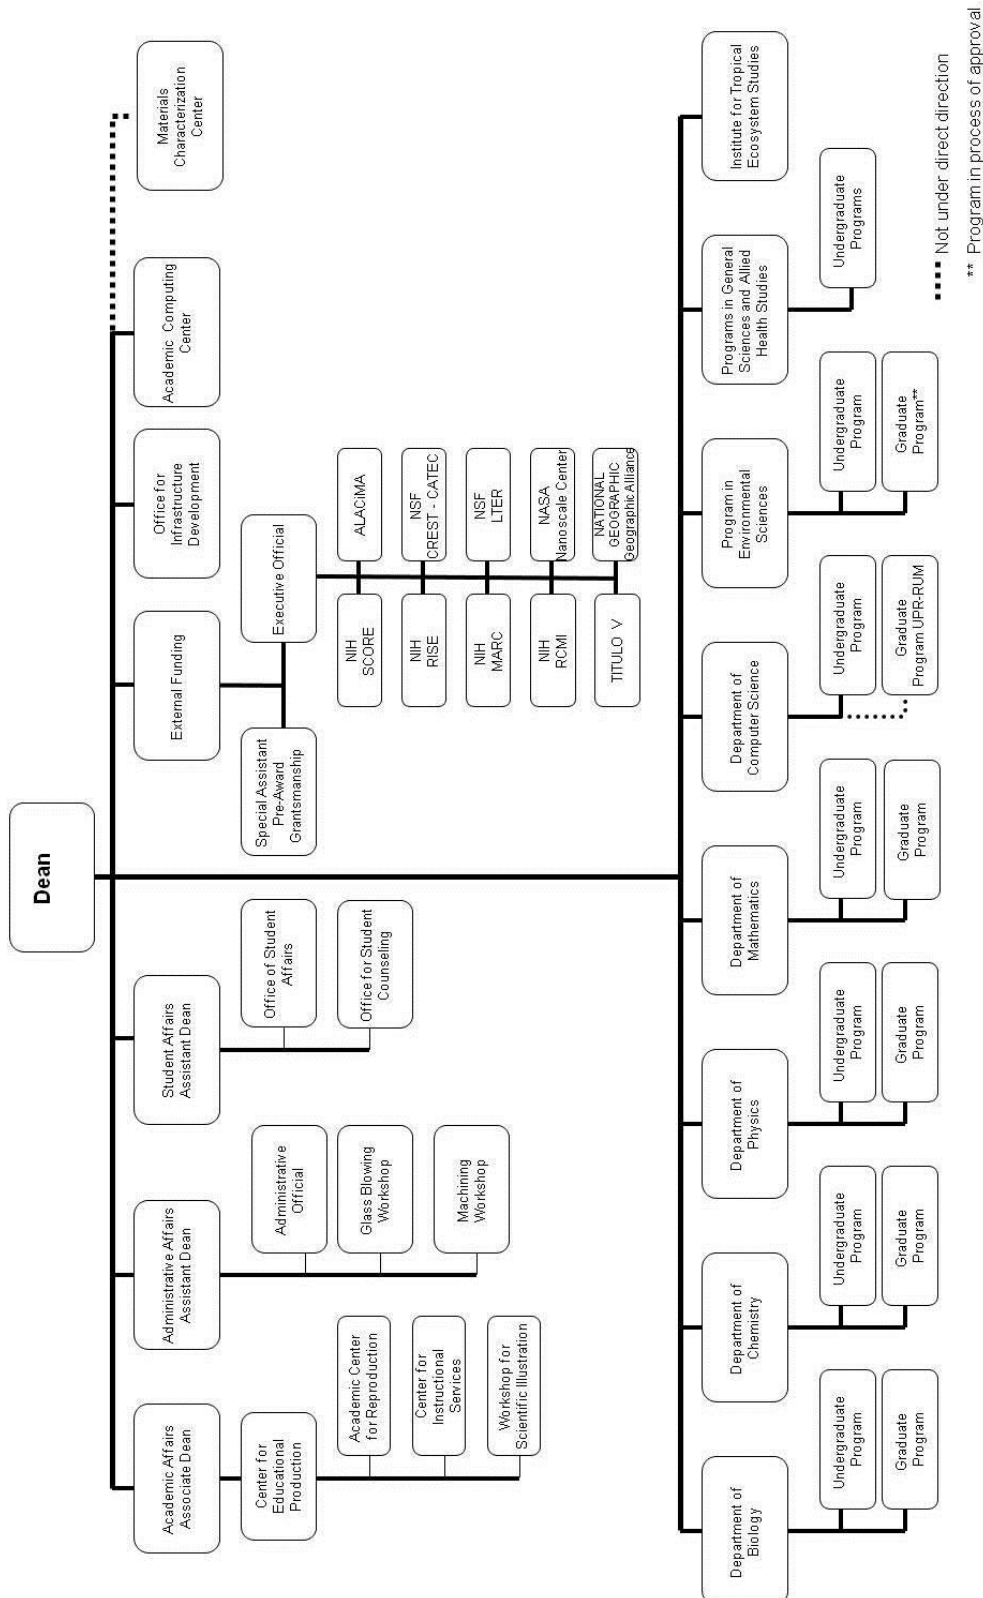 Dean
Academic Affairs
Associate Dean
Administrative Affairs
Assistant Dean
Student Affairs
Assistant Dean
External Funding
Office for
Infrastructure
Development
Academic Computing
Center
Materials
Characterization
Center
Center for
Educational
Production
Academic Center
for Reproduction
Center for
Instructional
Services
Workshop for
Scientific Illustration
Administrative
Official
Glass Blowing
Workshop
Machining
Workshop
Office of Student
Affairs
Office for Student
Counseling
Special Assistant
Pre-Award
Grantsmanship
Executive Official
NIH
SCORE
ALACiMA
NIH
RISE
NSF
CREST - CATEC
NIH
MARC
NSF
LTER
NIH
RCMI
NASA
Nanoscale Center
TITULO V
NATIONAL
GEOGRAPHIC
Geographic Alliance
Department of
Biology
Undergraduate
Program
Graduate
Program
Department of
Chemistry
Undergraduate
Program
Graduate
Program
Department of
Physics
Undergraduate
Program
Graduate
Program
Department of
Mathematics
Undergraduate
Program
Graduate
Program
Department of
Computer Science
Undergraduate
Program
Graduate
Program UPR-RUM
Program in
Environmental
Sciences
Undergraduate
Program
Graduate
Program**
Programs in General
Sciences and Allied
Health Studies
Undergraduate
Programs
Institute for Tropical
Ecosystem Studies
Not under direct direction
** Program in process of approval